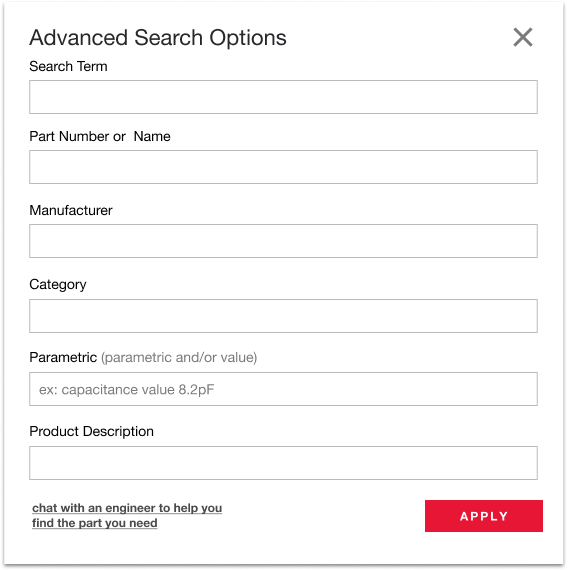 Advanced Search Options
Search Term
Part Number or  Name
Manufacturer
Category
Parametric (parametric and/or value)
ex: capacitance value 8.2pF
Product Description
chat with an engineer to help you
find the part you need
APPLY